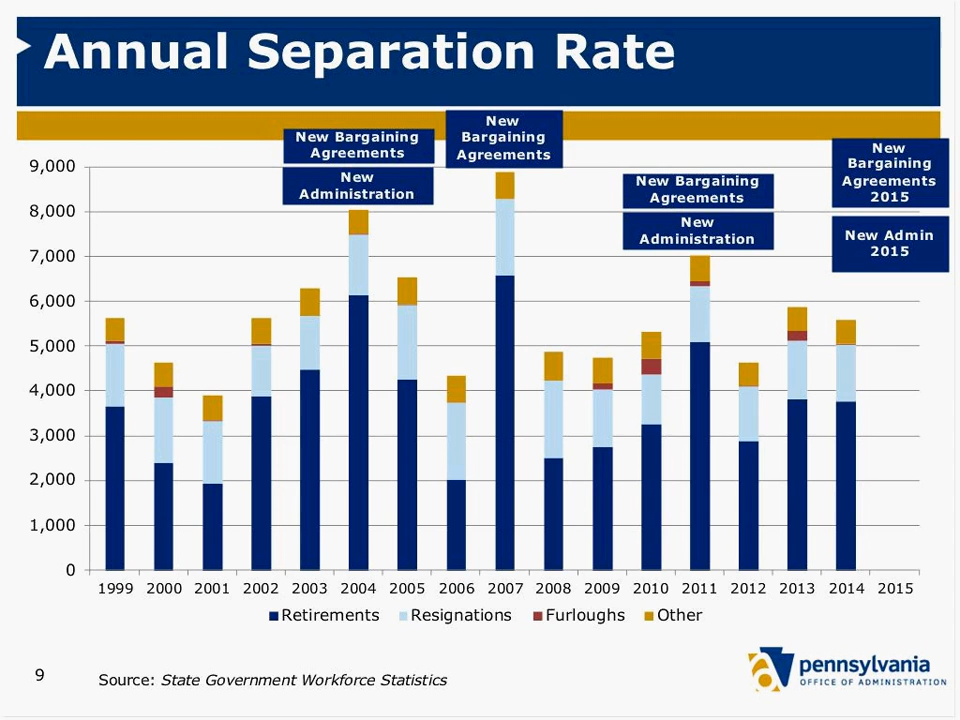 Annual Separation Rate
New Bargaining
Agreements
New
Administration
New
Bargaining
Agreements
New Bargaining
Agreements
New
Administration
New
Bargaining
Agreements
2015
New Admin
2015
9,000
8,000
7,000
6,000
5,000
4,000
3,000
2,000
1,000
0
1999 2000 2001 2002 2003 2004 2005 2006 2007 2008 2009 2010 2011 2012 2013 2014 2015
Retirements Resignations Furloughs Other
9
Source: State Government Workforce Statistics
pennsylvania
OFFICE OF ADMINISTRATION